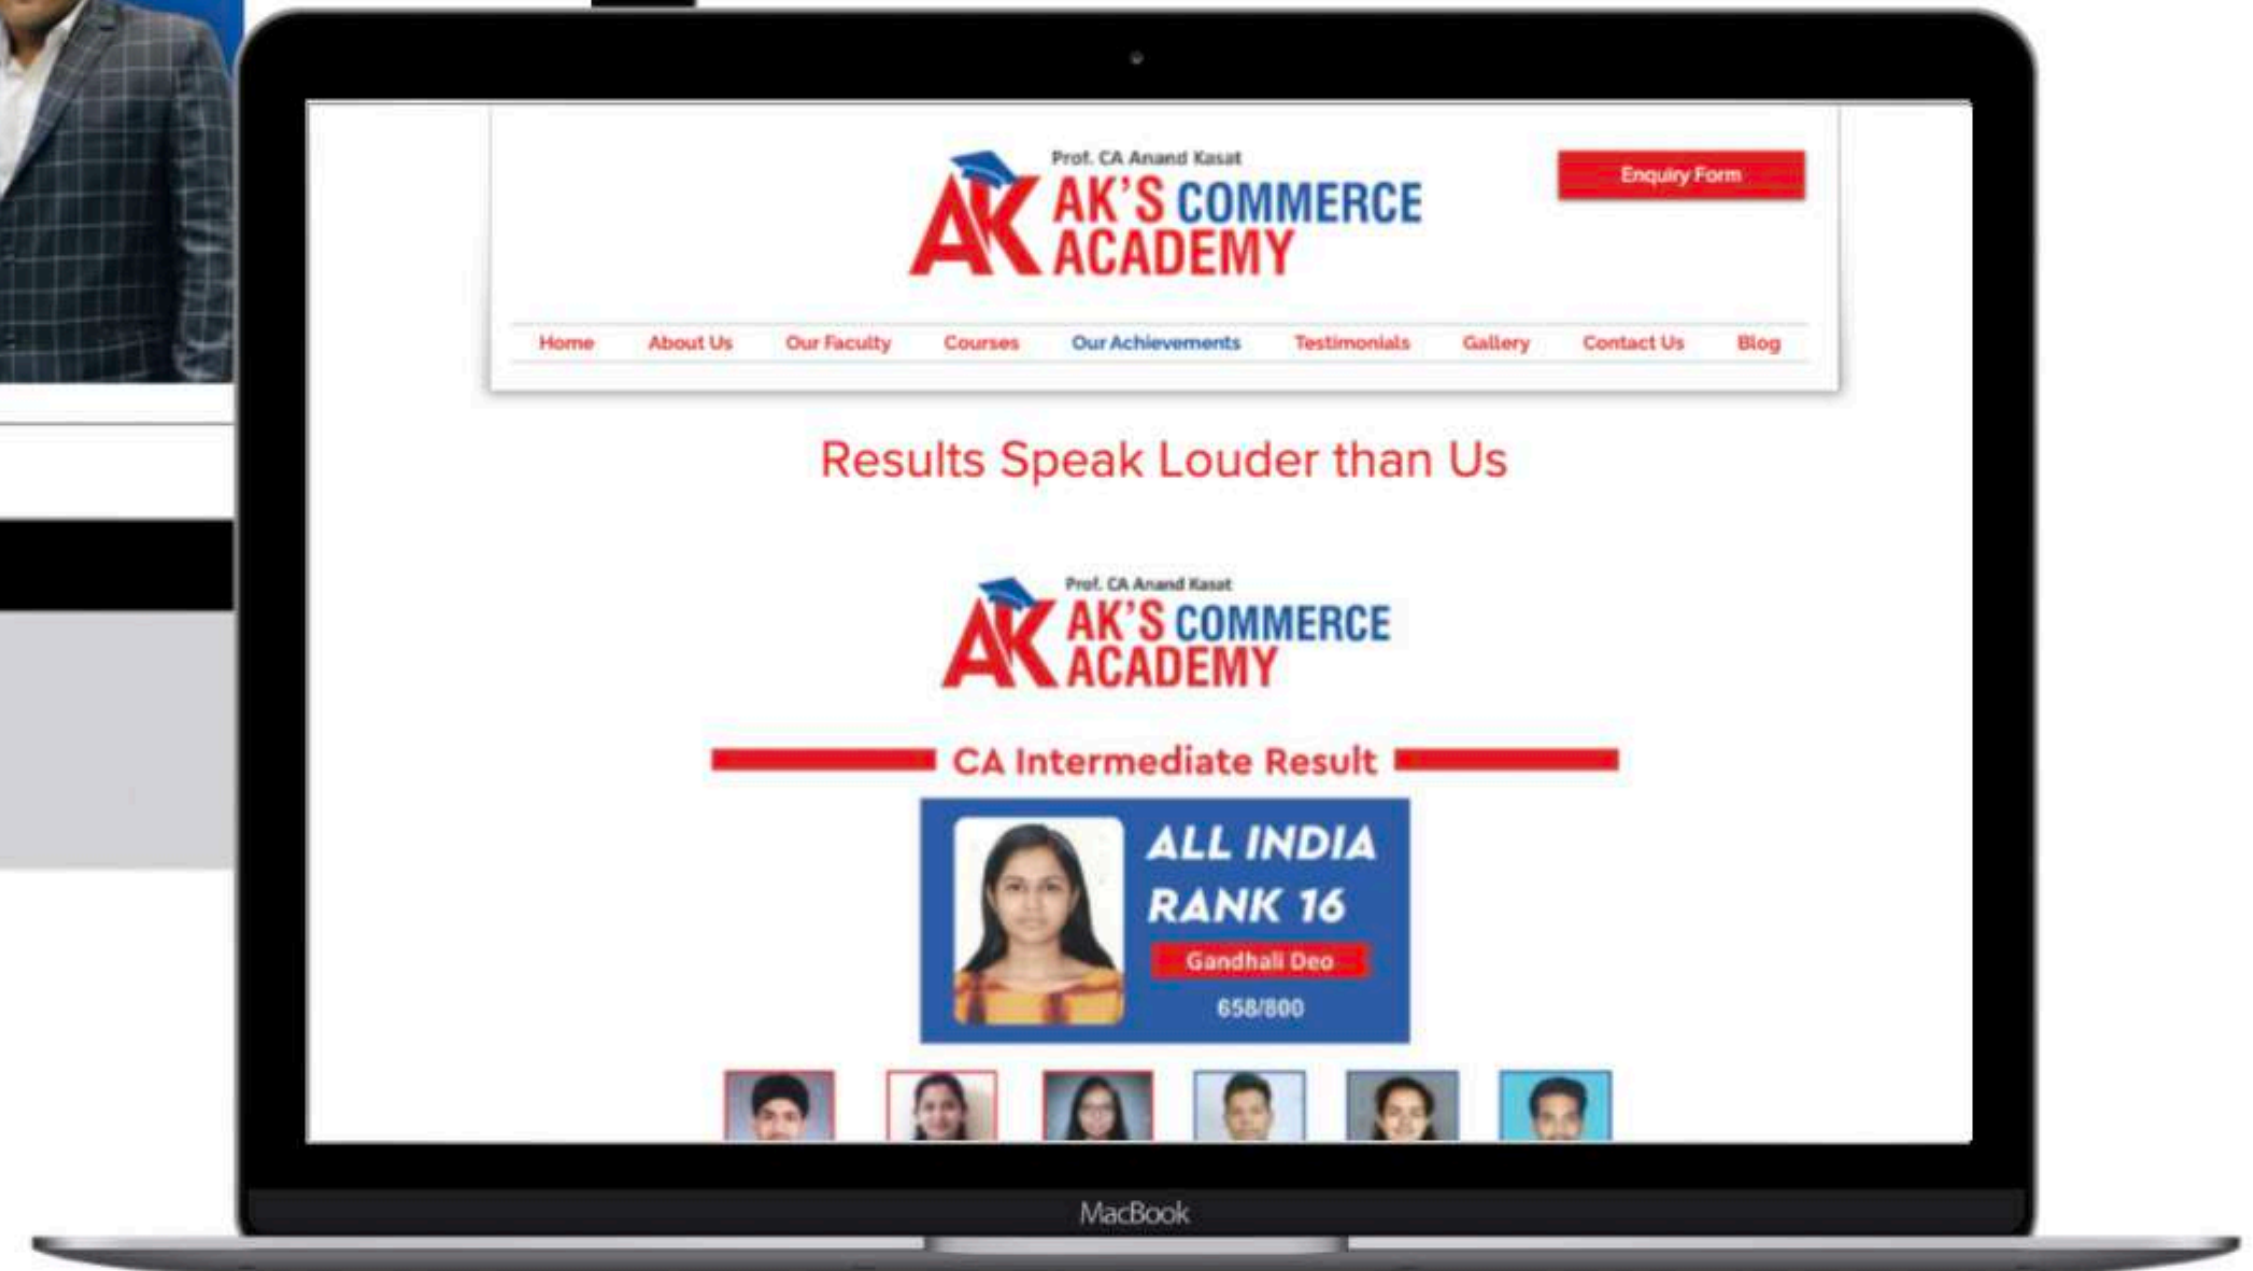 Prof. CA Anand Kasat
AK AK'S COMMERCE
ACADEMY
Enquiry Form
Home About Us Our Faculty Courses Our Achievements Testimonials Gallery Contact Us Blog
Results Speak Louder than Us
Prof. CA Anand Kasat
AK AK'S COMMERCE
ACADEMY
CA Intermediate Result
ALL INDIA
RANK 16
Gandhali Deo
658/800
MacBook